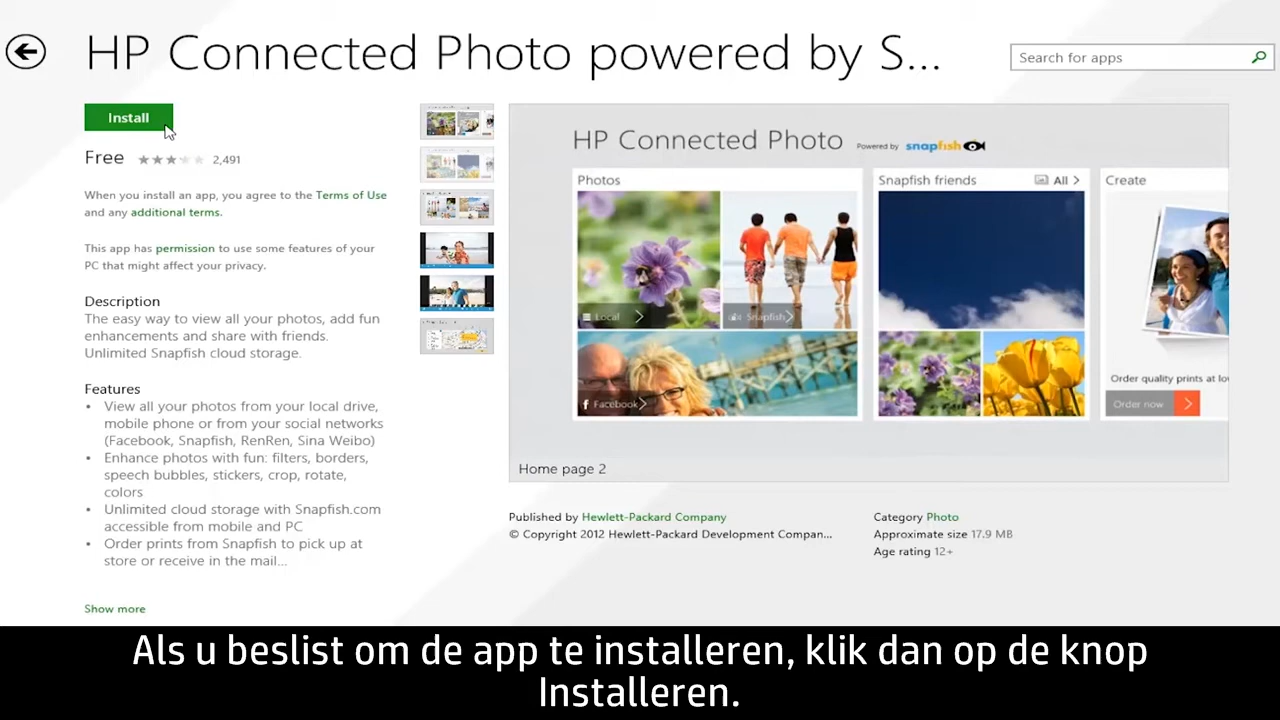 HP Connected Photo powered by S...
Search for apps
Install
Free
2,491
When you install an app, you agree to the Terms of Use
and any additional terms.
This app has permission to use some features of your
PC that might affect your privacy.
Description
The easy way to view all your photos, add fun
enhancements and share with friends.
Unlimited Snapfish cloud storage.
Features
• View all your photos from your local drive,
mobile phone or from your social networks
(Facebook, Snapfish, RenRen, Sina Weibo)
• Enhance photos with fun: filters, borders,
speech bubbles, stickers, crop, rotate,
colors
• Unlimited cloud storage with Snapfish.com
accessible from mobile and PC
• Order prints from Snapfish to pick up at
store or receive in the mail...
Show more
HP Connected Photo Powered by snapfish
Photos
Local
Snapfish
f Facebook
Snapfish friends
All
Create
Order quality prints at lo
Order now
Home page 2
Published by Hewlett-Packard Company
© Copyright 2012 Hewlett-Packard Development Compan...
Category Photo
Approximate size 17.9 MB
Age rating 12+
Als u beslist om de app te installeren, klik dan op de knop
Installeren.